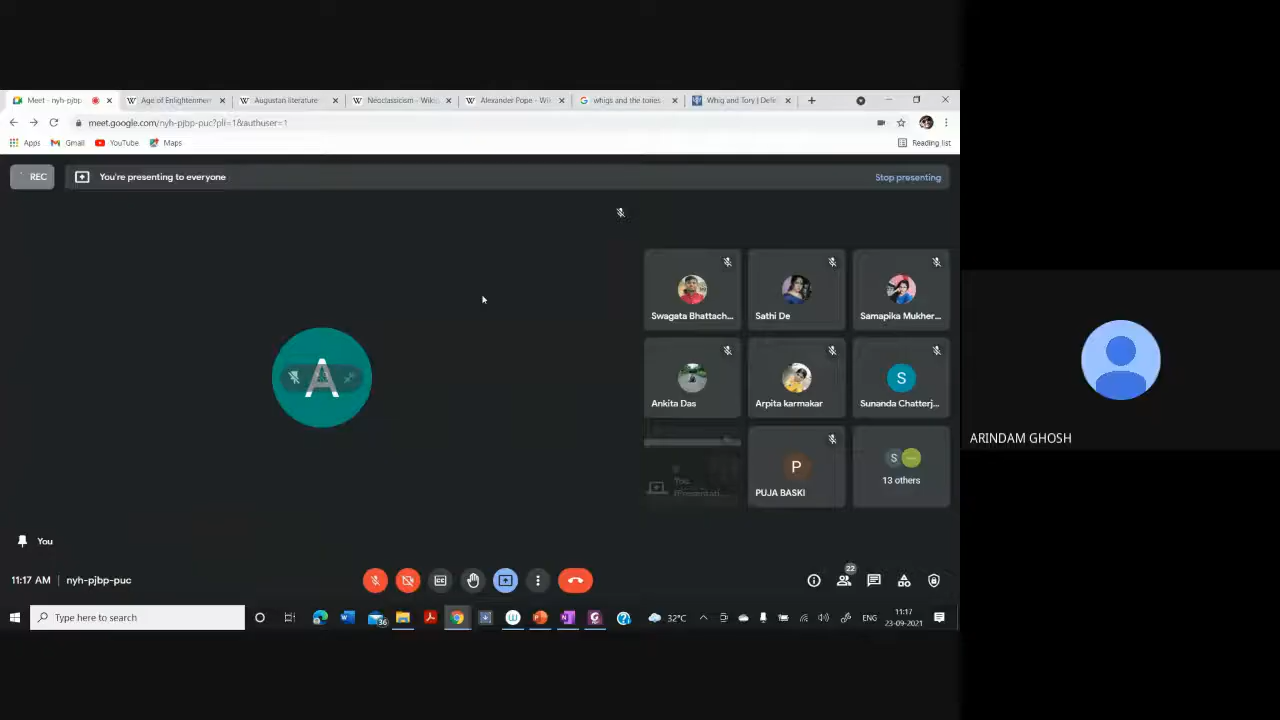 Meet - nyh-pjbp
Age of Enlightenmen
Augustan literature
Neoclassicism - Wiki
Alexander Pope - Wi
whigs and the tories
Whig and Tory | Defi
meet.google.com/nyh-pjbp-puc?pli=1&authuser=1
Apps
Gmail
YouTube
Maps
Reading list
REC
You're presenting to everyone
Stop presenting
A
Swagata Bhattach...
Sathi De
Samapika Mukher...
S
Ankita Das
Arpita karmakar
Sunanda Chatterj...
ARINDAM GHOSH
P
S
You
(Presentati...
PUJA BASKI
13 others
You
22
11:17 AM | nyh-pjbp-puc
Type here to search
36
32°C
ENG
11:17
23-09-2021